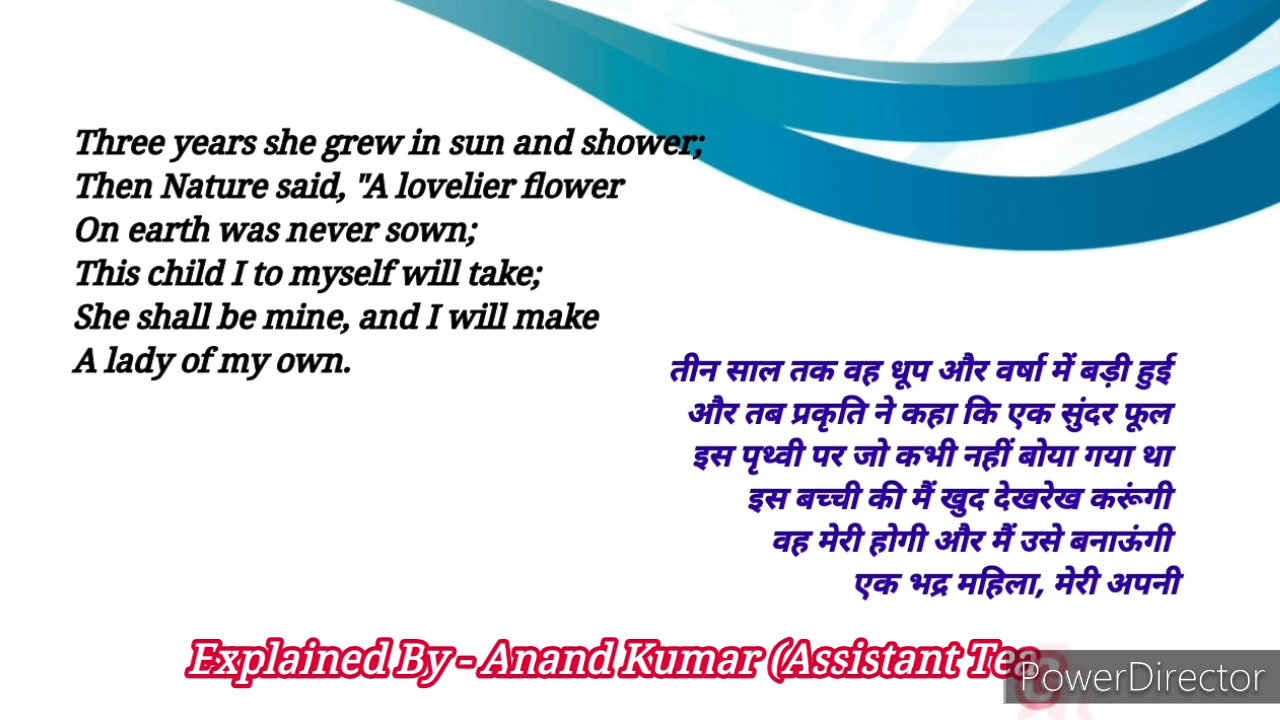 Three years she grew in sun and shower;
Then Nature said, "A lovelier flower
On earth was never sown;
This child I to myself will take;
She shall be mine, and I will make
A lady of my own.
तीन साल तक वह धूप और वर्षा में बड़ी हुई
और तब प्रकृति ने कहा कि एक सुंदर फूल
इस पृथ्वी पर जो कभी नहीं बोया गया था
इस बच्ची की मैं खुद देखरेख करूंगी
वह मेरी होगी और मैं उसे बनाऊंगी
एक भद्र महिला, मेरी अपनी
Explained By - Anand Kumar (Assistant
PowerDirector